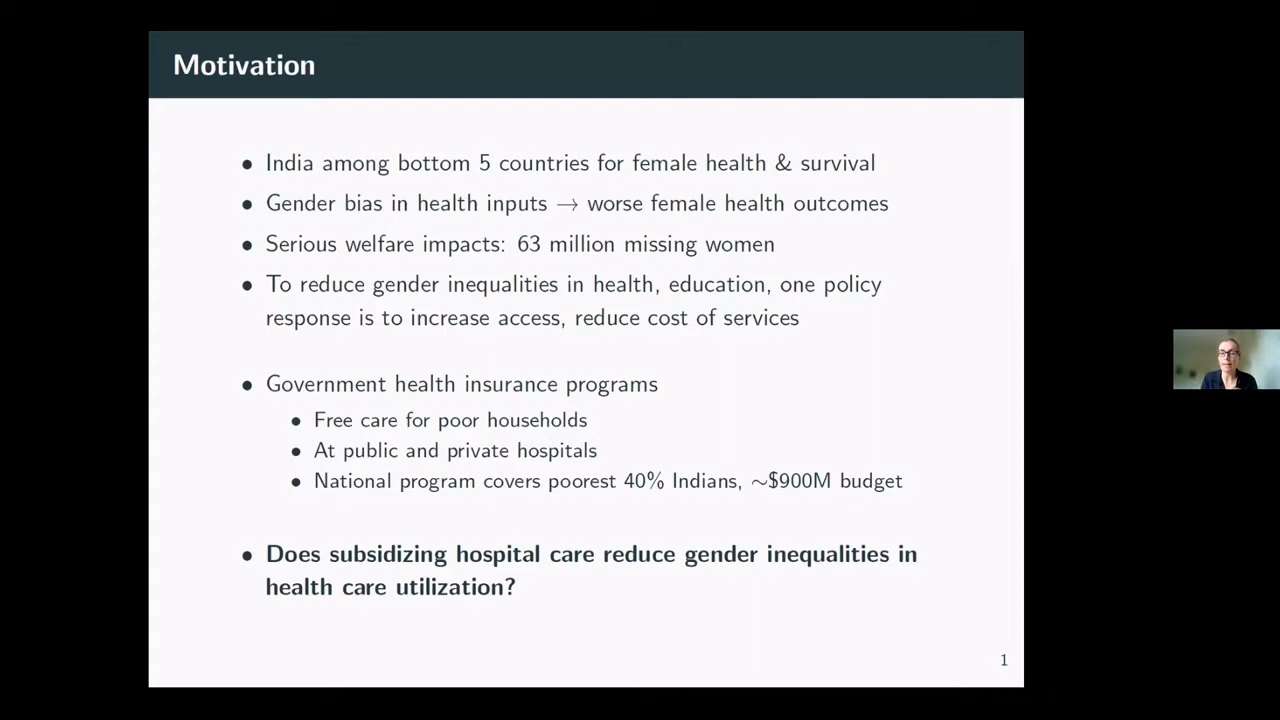 Motivation
• India among bottom 5 countries for female health & survival
• Gender bias in health inputs → worse female health outcomes
• Serious welfare impacts: 63 million missing women
• To reduce gender inequalities in health, education, one policy
response is to increase access, reduce cost of services
• Government health insurance programs
• Free care for poor households
• At public and private hospitals
• National program covers poorest 40% Indians, ~$900M budget
• Does subsidizing hospital care reduce gender inequalities in
health care utilization?
1